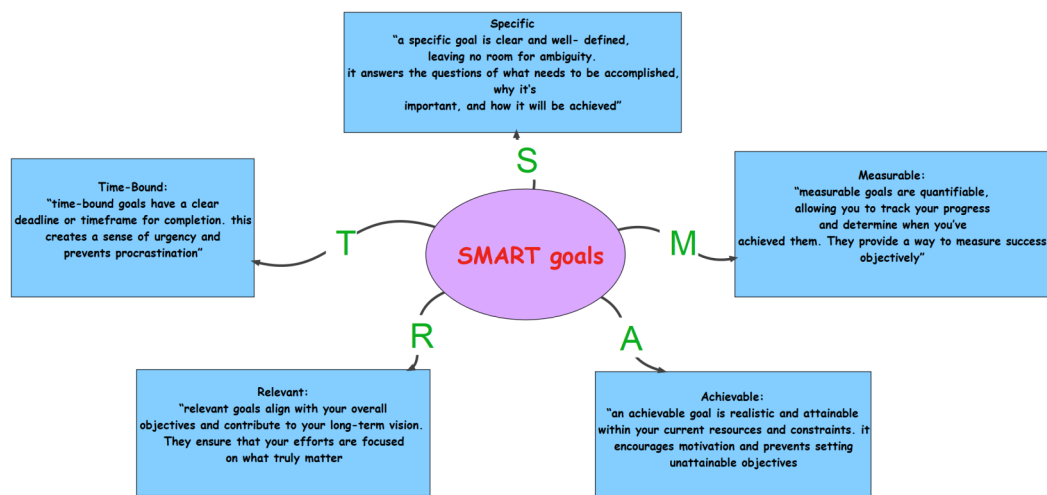 Specific
“a specific goal is clear and well- defined,
leaving no room for ambiguity.
it answers the questions of what needs to be accomplished,
why it's
important, and how it will be achieved”
S
Time-Bound:
“time-bound goals have a clear
deadline or timeframe for completion. this
creates a sense of urgency and
prevents procrastination”
T
SMART goals
M
Measurable:
“measurable goals are quantifiable,
allowing you to track your progress
and determine when you've
achieved them. They provide a way to measure success
objectively”
R
A
Relevant:
“relevant goals align with your overall
objectives and contribute to your long-term vision.
They ensure that your efforts are focused
on what truly matter
Achievable:
“an achievable goal is realistic and attainable
within your current resources and constraints. it
encourages motivation and prevents setting
unattainable objectives